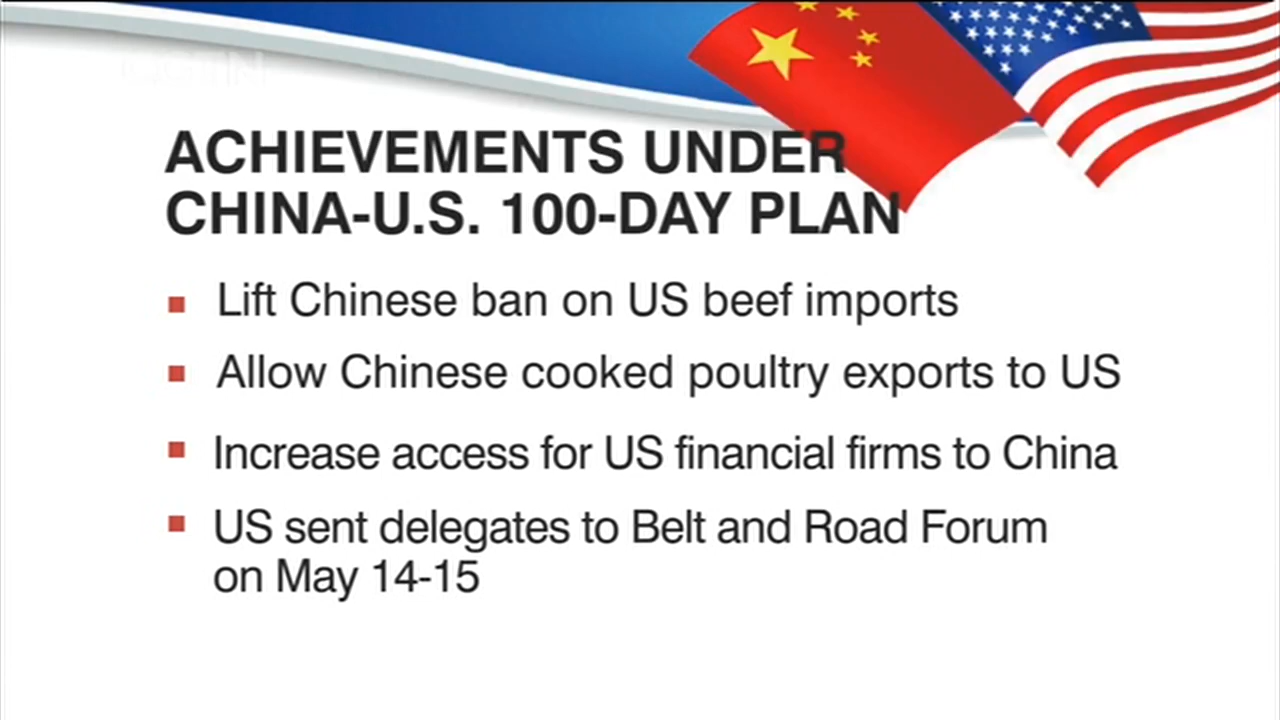 ACHIEVEMENTS UNDER
CHINA-U.S. 100-DAY PLAN
Lift Chinese ban on US beef imports
Allow Chinese cooked poultry exports to US
Increase access for US financial firms to China
US sent delegates to Belt and Road Forum
on May 14-15